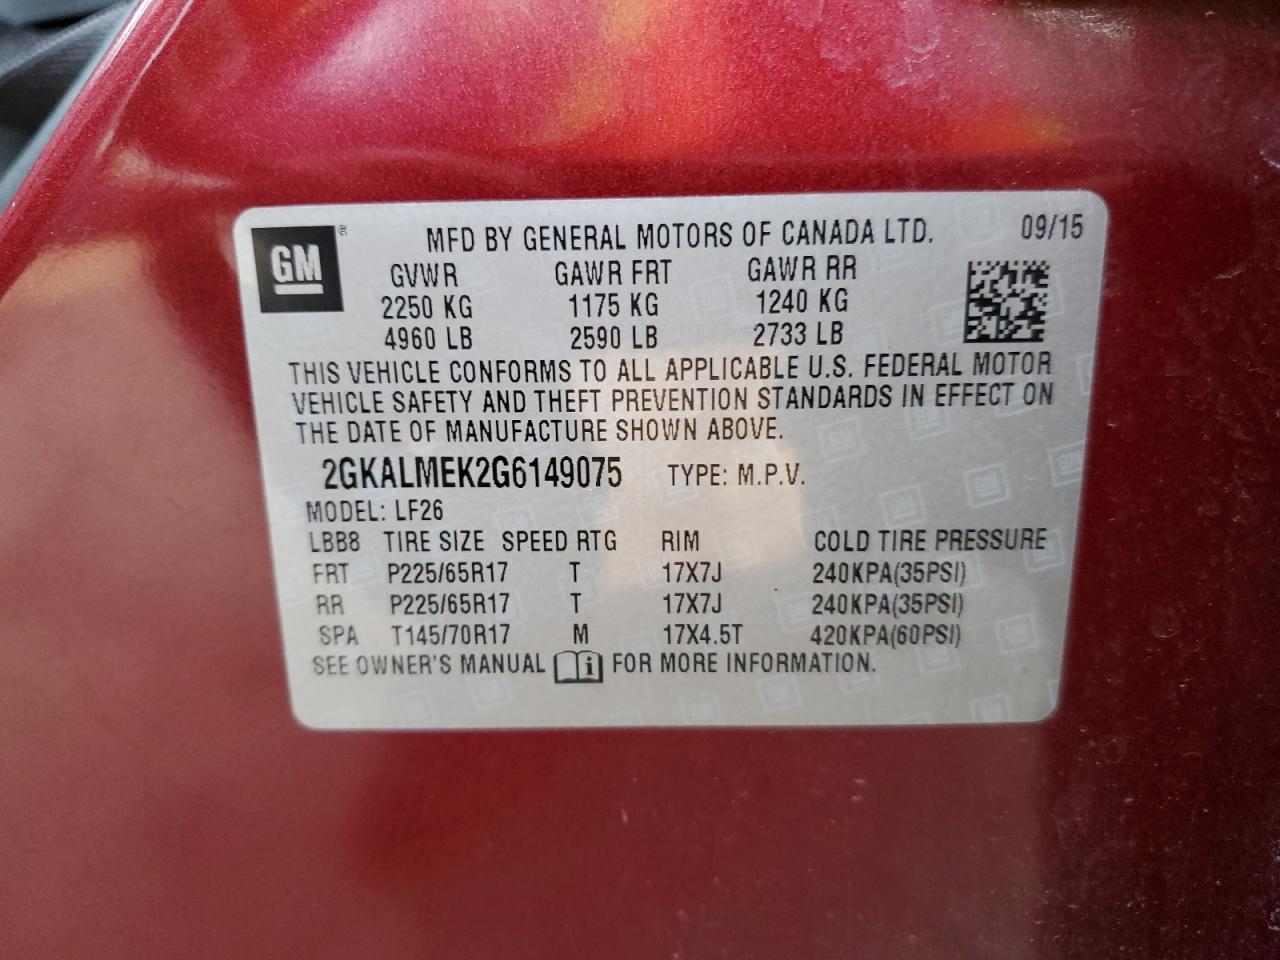 GM® MFD BY GENERAL MOTORS OF CANADA LTD. 09/15
GVWR GAWR FRT GAWR RR
2250 KG 1175 KG 1240 KG
4960 LB 2590 LB 2733 LB
THIS VEHICLE CONFORMS TO ALL APPLICABLE U.S. FEDERAL MOTOR
VEHICLE SAFETY AND THEFT PREVENTION STANDARDS IN EFFECT ON
THE DATE OF MANUFACTURE SHOWN ABOVE.
2GKALMEK2G6149075 TYPE: M.P.V.
MODEL: LF26
LBB8 TIRE SIZE SPEED RTG RIM COLD TIRE PRESSURE
FRT P225/65R17 T 17X7J 240KPA(35PSI)
RR P225/65R17 T 17X7J 240KPA(35PSI)
SPA T145/70R17 M 17X4.5T 420KPA(60PSI)
SEE OWNER'S MANUAL i FOR MORE INFORMATION.